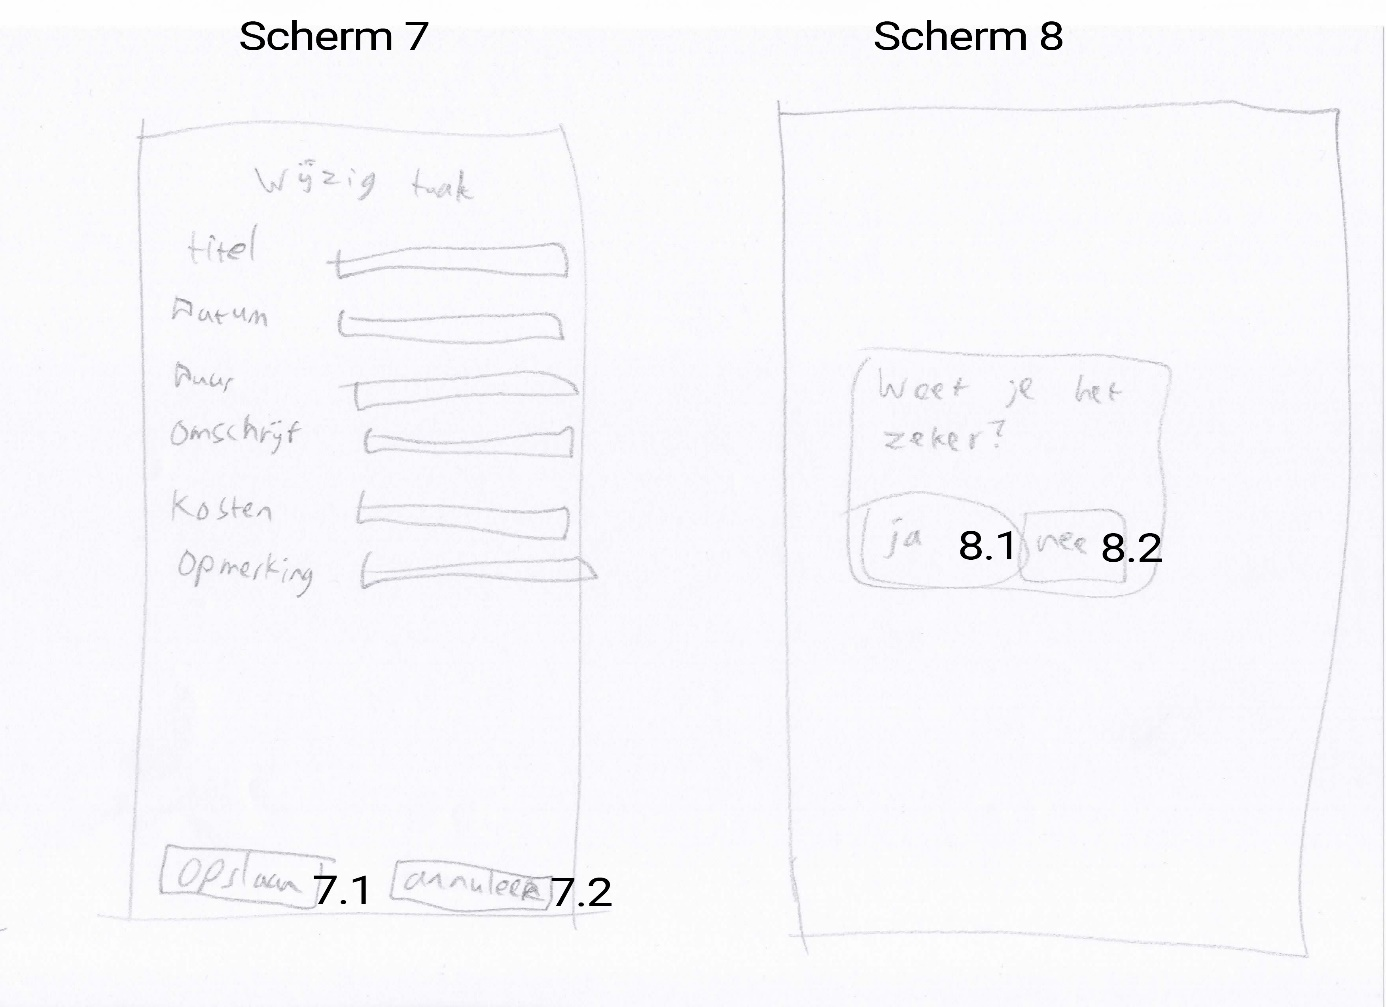 Scherm 7
Wijzig taak
titel
Datum
Duur
Omschrijf
Kosten
Opmerking
Opslaan 7.1 annuleer 7.2
Scherm 8
Weet je het
zeker?
ja 8.1 nee 8.2